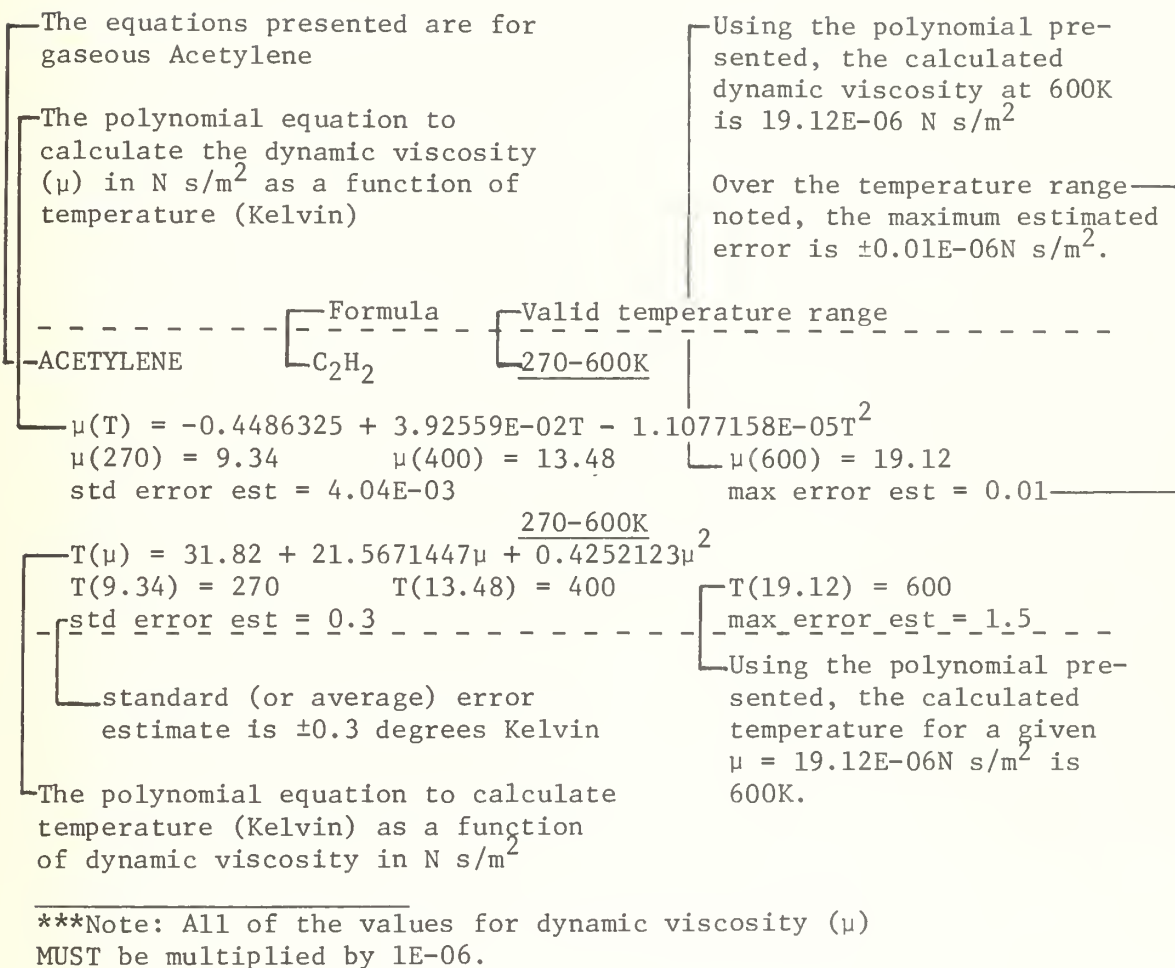 The equations presented are for
gaseous Acetylene
The polynomial equation to
calculate the dynamic viscosity
(μ) in N s/m² as a function of
temperature (Kelvin)
Using the polynomial pre-
sented, the calculated
dynamic viscosity at 600K
is 19.12E-06 N s/m²
Over the temperature range
noted, the maximum estimated
error is ±0.01E-06N s/m².
Formula Valid temperature range
ACETYLENE C₂H₂ 270-600K
μ(T) = -0.4486325 + 3.92559E-02T - 1.1077158E-05T²
μ(270) = 9.34 μ(400) = 13.48 μ(600) = 19.12
std error est = 4.04E-03 max error est = 0.01
270-600K
T(μ) = 31.82 + 21.5671447μ + 0.4252123μ²
T(9.34) = 270 T(13.48) = 400 T(19.12) = 600
std error est = 0.3 max error est = 1.5
standard (or average) error
estimate is ±0.3 degrees Kelvin
Using the polynomial pre-
sented, the calculated
temperature for a given
μ = 19.12E-06N s/m² is
600K.
The polynomial equation to calculate
temperature (Kelvin) as a function
of dynamic viscosity in N s/m²
***Note: All of the values for dynamic viscosity (μ)
MUST be multiplied by 1E-06.